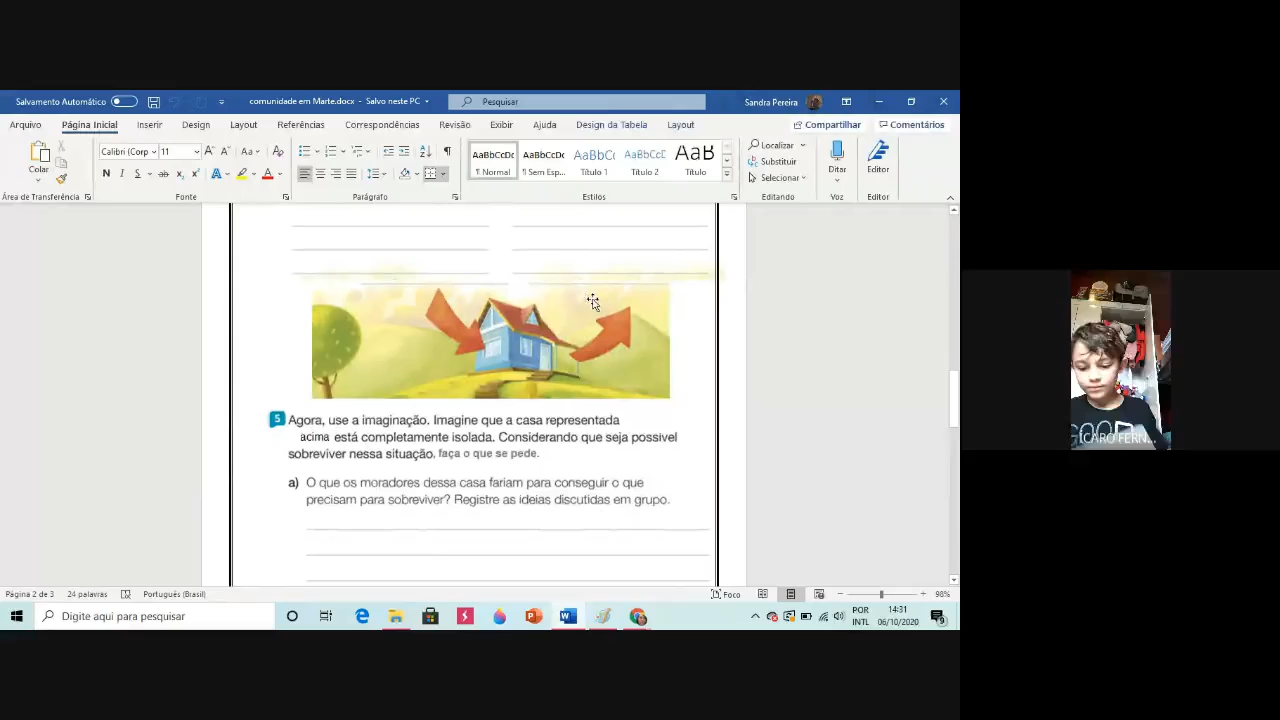 Salvamento Automático
comunidade em Marte.docx - Salvo neste PC
Pesquisar
Sandra Pereira
Arquivo Página Inicial Inserir Design Layout Referências Correspondências Revisão Exibir Ajuda Design da Tabela Layout Compartilhar Comentários
Colar
Calibri (Corp 11
AaBbCcDc AaBbCcDc AaBbC( AaBbCcC AaB
¶ Normal ¶ Sem Esp... Título 1 Título 2 Título
Localizar
Substituir
Selecionar
Ditar
Editor
Área de Transferência Fonte Parágrafo Estilos Editando Voz Editor
5 Agora, use a imaginação. Imagine que a casa representada
acima está completamente isolada. Considerando que seja possível
sobreviver nessa situação, faça o que se pede.
a) O que os moradores dessa casa fariam para conseguir o que
precisam para sobreviver? Registre as ideias discutidas em grupo.
GOOD
ÍCARO FERN...
Página 2 de 3 24 palavras Português (Brasil) Foco 98%
Digite aqui para pesquisar
POR
INTL
14:31
06/10/2020